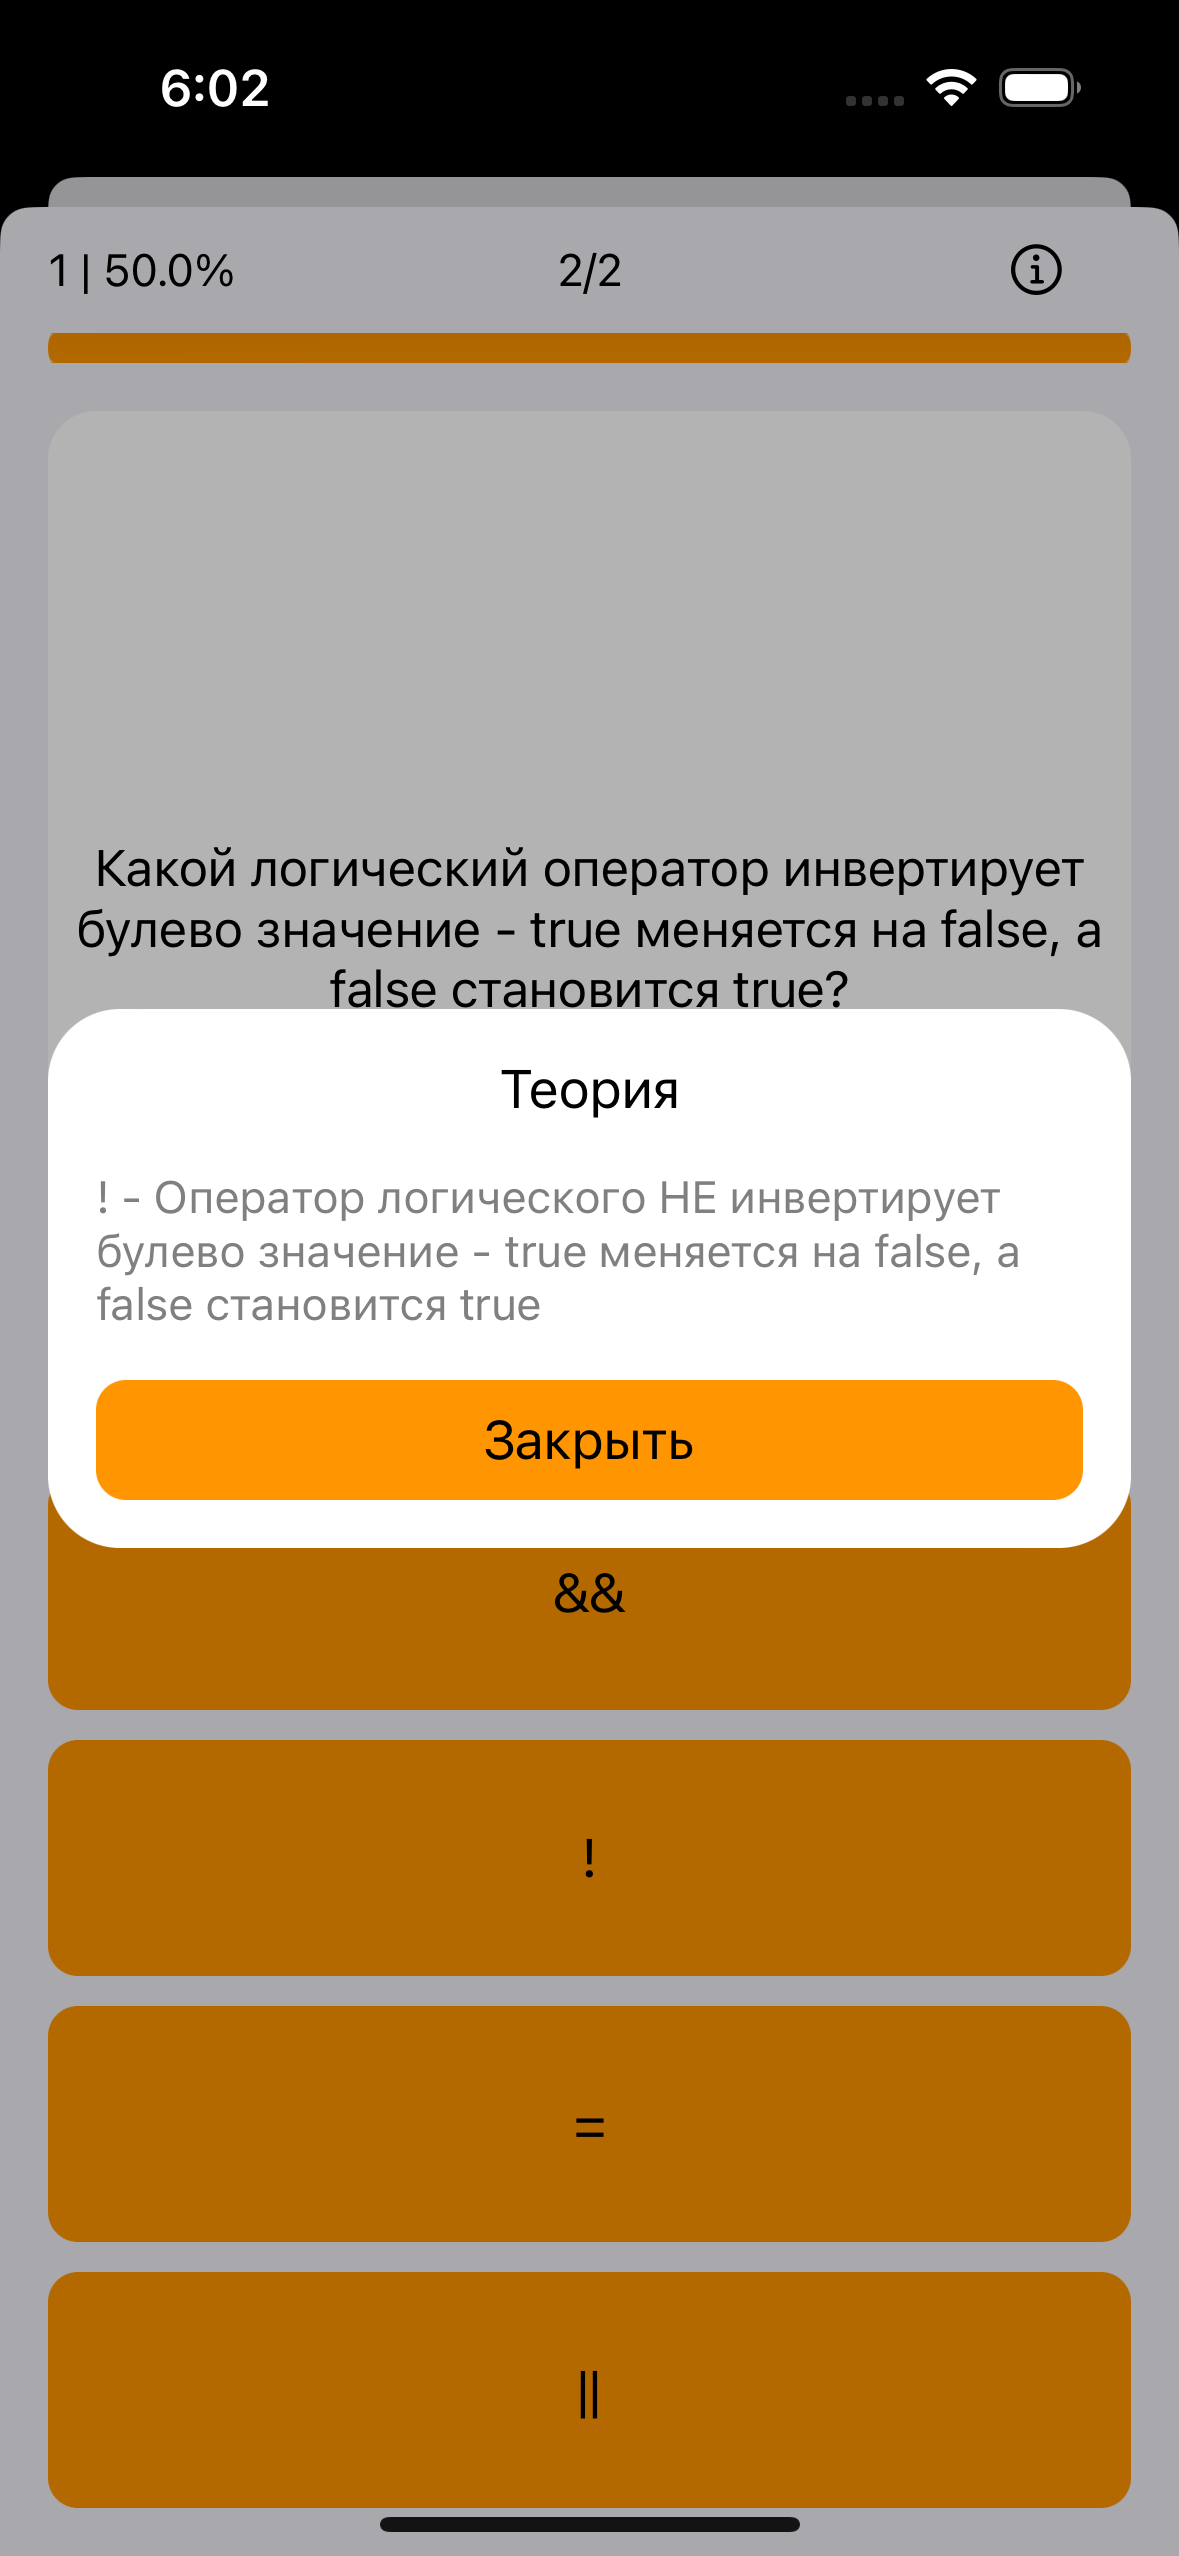 6:02
1 | 50.0%
2/2
Какой логический оператор инвертирует
булево значение - true меняется на false, а
false становится true?
Теория
! - Оператор логического НЕ инвертирует
булево значение - true меняется на false, а
false становится true
Закрыть
&&
!
=
||